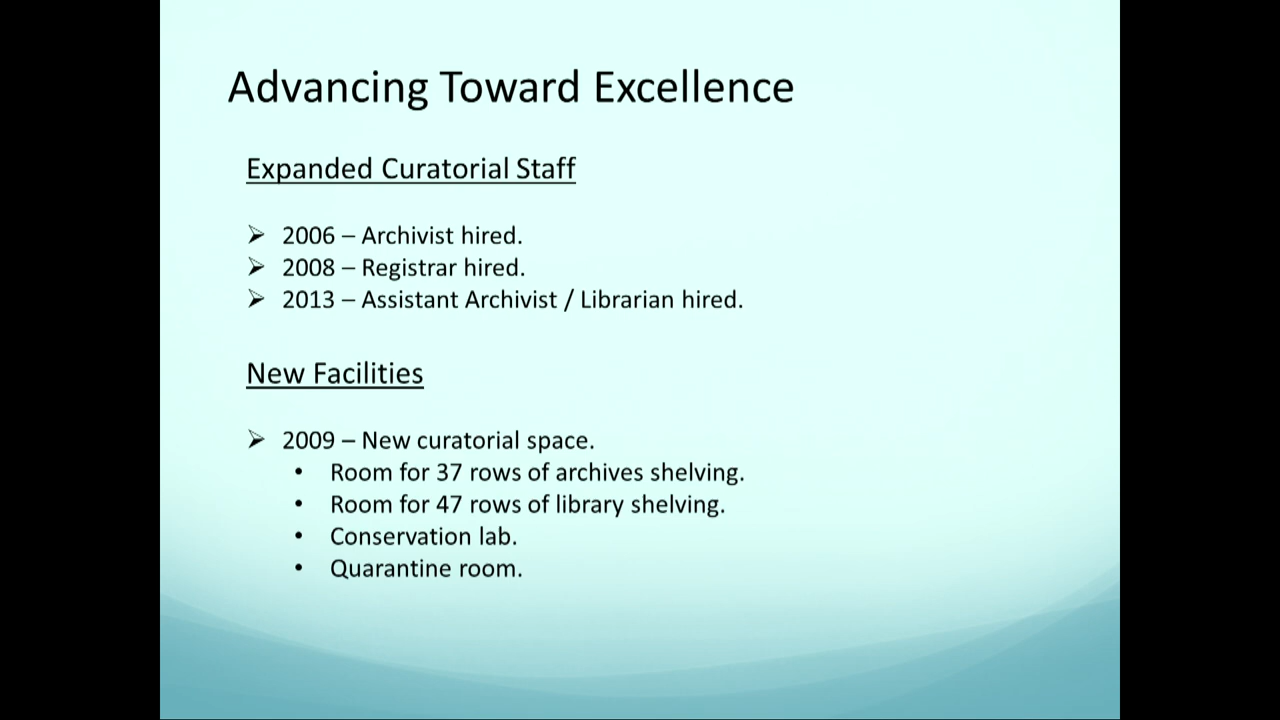 Advancing Toward Excellence
Expanded Curatorial Staff
➢ 2006 – Archivist hired.
➢ 2008 – Registrar hired.
➢ 2013 – Assistant Archivist / Librarian hired.
New Facilities
➢ 2009 – New curatorial space.
• Room for 37 rows of archives shelving.
• Room for 47 rows of library shelving.
• Conservation lab.
• Quarantine room.